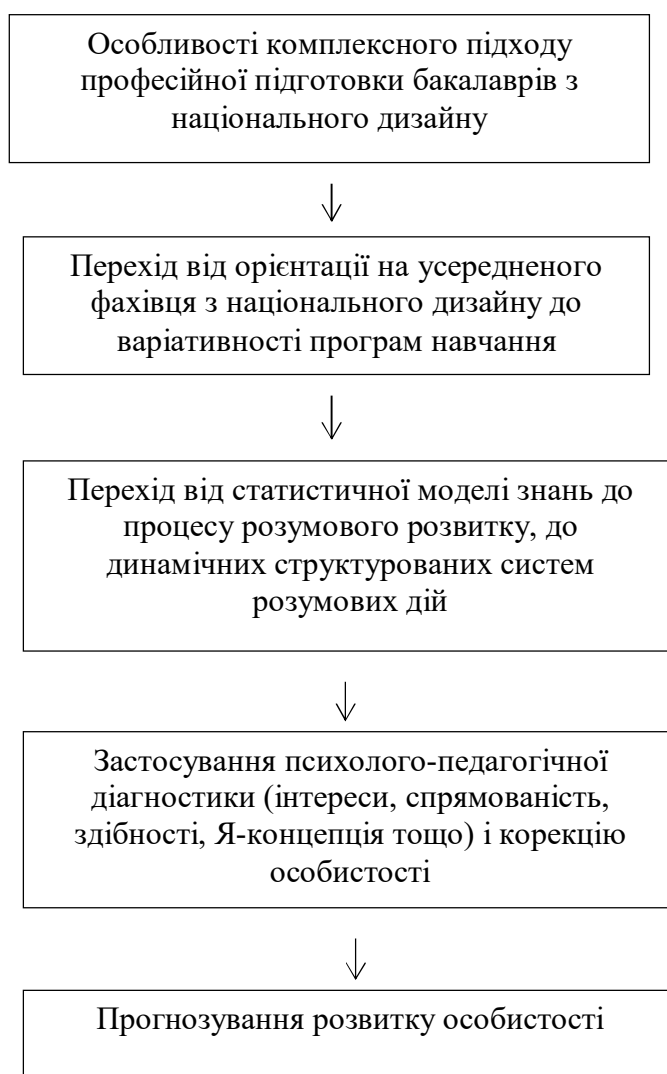 Особливості комплексного підходу
професійної підготовки бакалаврів з
національного дизайну
Перехід від орієнтації на усередненого
фахівця з національного дизайну до
варіативності програм навчання
Перехід від статистичної моделі знань до
процесу розумового розвитку, до
динамічних структурованих систем
розумових дій
Застосування психолого-педагогічної
діагностики (інтереси, спрямованість,
здібності, Я-концепція тощо) і корекцію
особистості
Прогнозування розвитку особистості